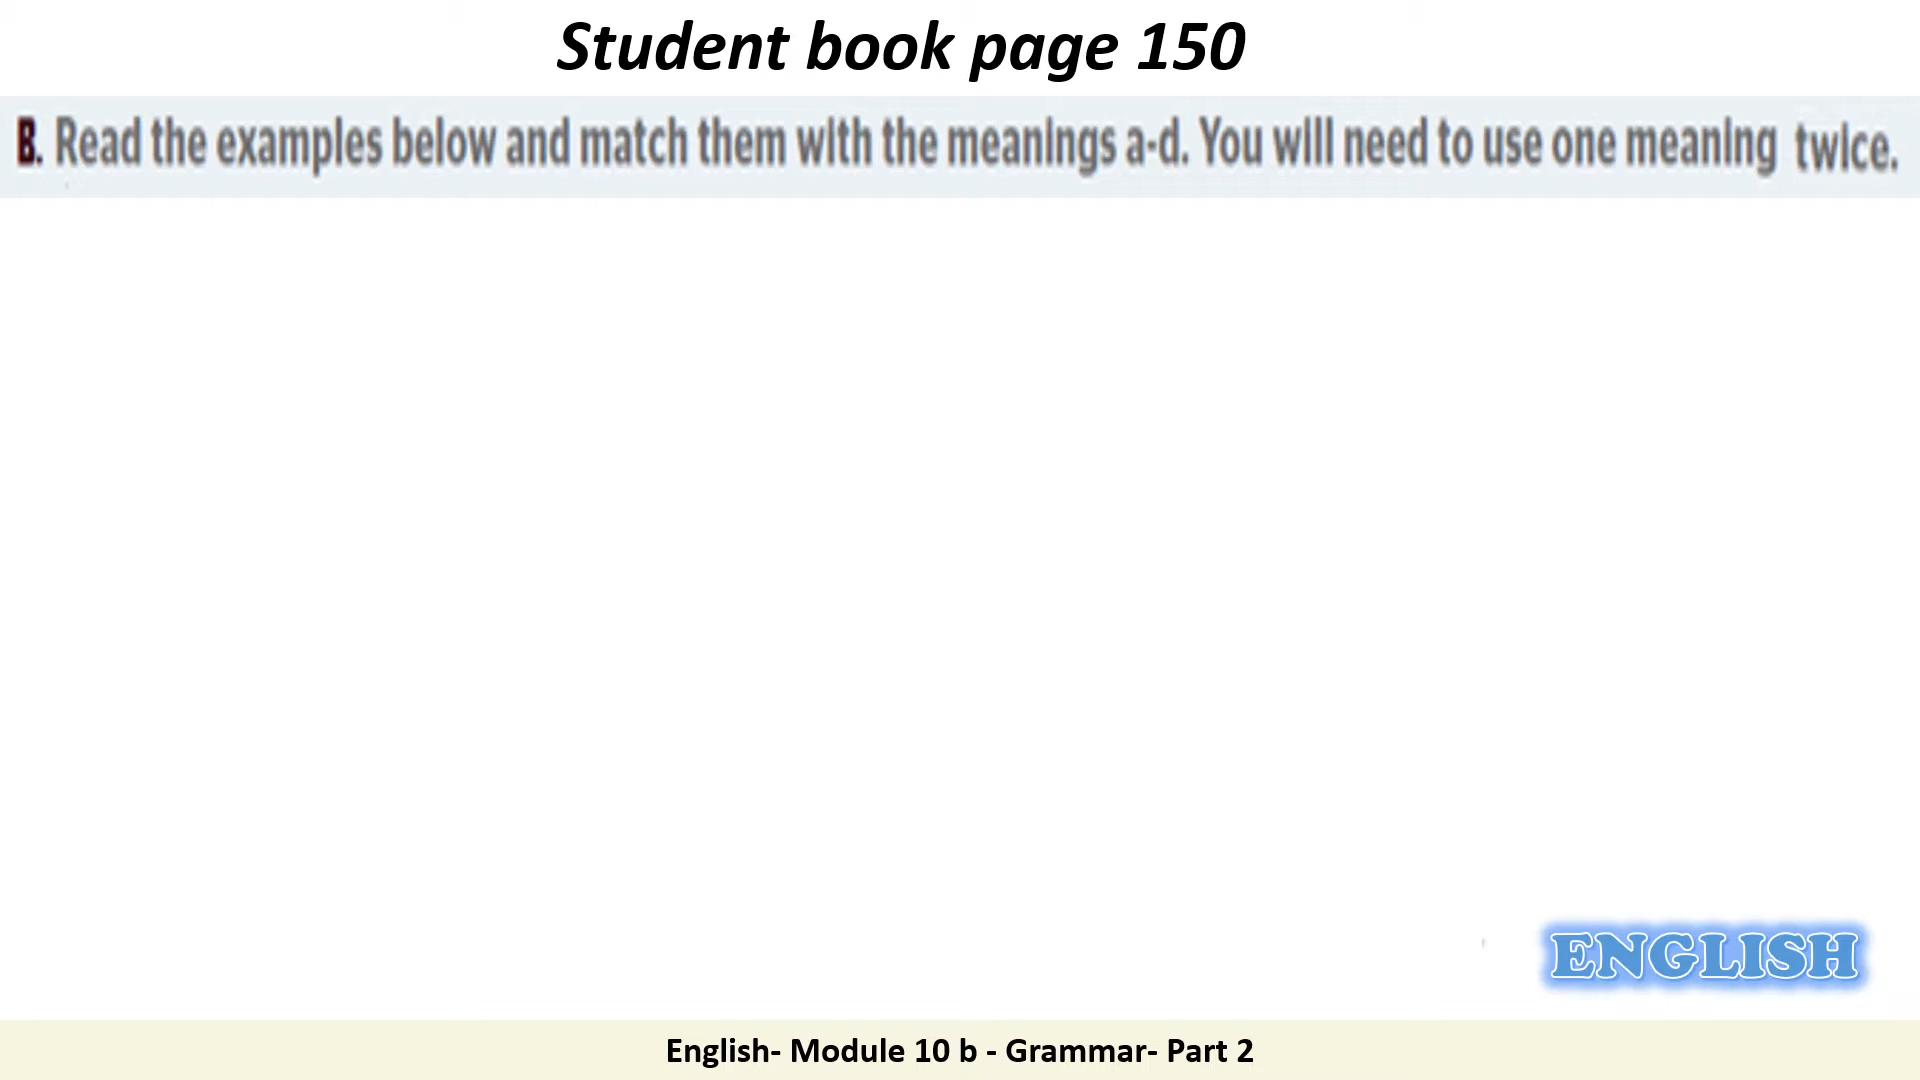 Student book page 150
B. Read the examples below and match them with the meanings a-d. You will need to use one meaning twice.
ENGLISH
English- Module 10 b - Grammar- Part 2